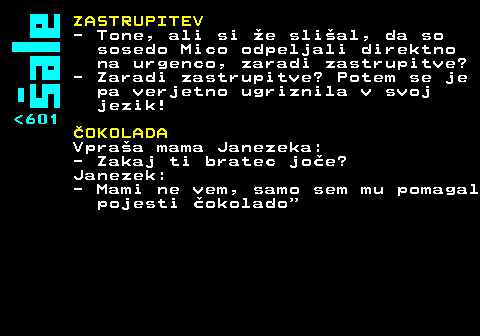 šale
<601
ZASTRUPITEV
- Tone, ali si že slišal, da so
sosedo Mico odpeljali direktno
na urgenco, zaradi zastrupitve?
- Zaradi zastrupitve? Potem se je
pa verjetno ugriznila v svoj
jezik!
ČOKOLADA
Vpraša mama Janezeka:
- Zakaj ti bratec joče?
Janezek:
- Mami ne vem, samo sem mu pomagal
pojesti čokolado”